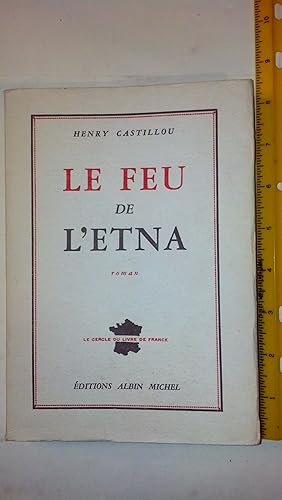 HENRY CASTILLOU
LE FEU
DE
L'ETNA
roman
LE CERCLE DU LIVRE DE FRANCE
ÉDITIONS ALBIN MICHEL